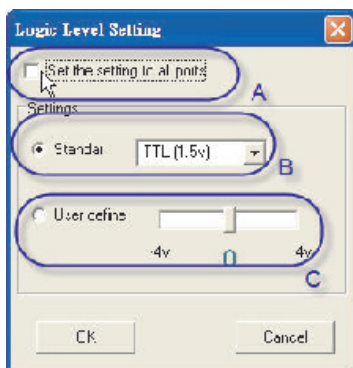 Logic Level Setting
Set the setting to all ports
A
Settings
Standar
TTL (1.5v)
B
User define
-4v 0 4v
C
OK
Cancel